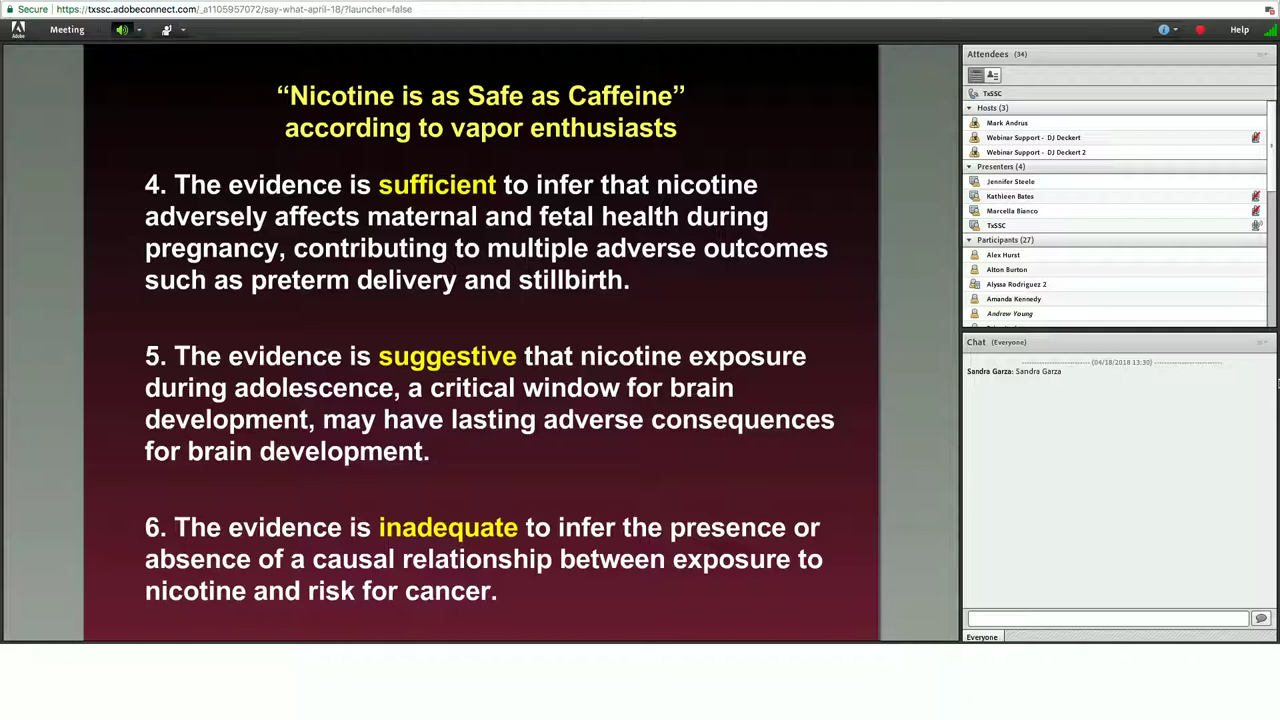 Secure
https://txssc.adobeconnect.com/_a1105957072/say-what-april-18/?launcher=false
Adobe
Meeting
Help
“Nicotine is as Safe as Caffeine”
according to vapor enthusiasts
4. The evidence is sufficient to infer that nicotine
adversely affects maternal and fetal health during
pregnancy, contributing to multiple adverse outcomes
such as preterm delivery and stillbirth.
5. The evidence is suggestive that nicotine exposure
during adolescence, a critical window for brain
development, may have lasting adverse consequences
for brain development.
6. The evidence is inadequate to infer the presence or
absence of a causal relationship between exposure to
nicotine and risk for cancer.
Attendees (34)
TxSSC
Hosts (3)
Mark Andrus
Webinar Support - DJ Deckert
Webinar Support - DJ Deckert 2
Presenters (4)
Jennifer Steele
Kathleen Bates
Marcella Bianco
TxSSC
Participants (27)
Alex Hurst
Alton Burton
Alyssa Rodriguez 2
Amanda Kennedy
Andrew Young
Chat (Everyone)
(04/18/2018 13:30)
Sandra Garza: Sandra Garza
Everyone